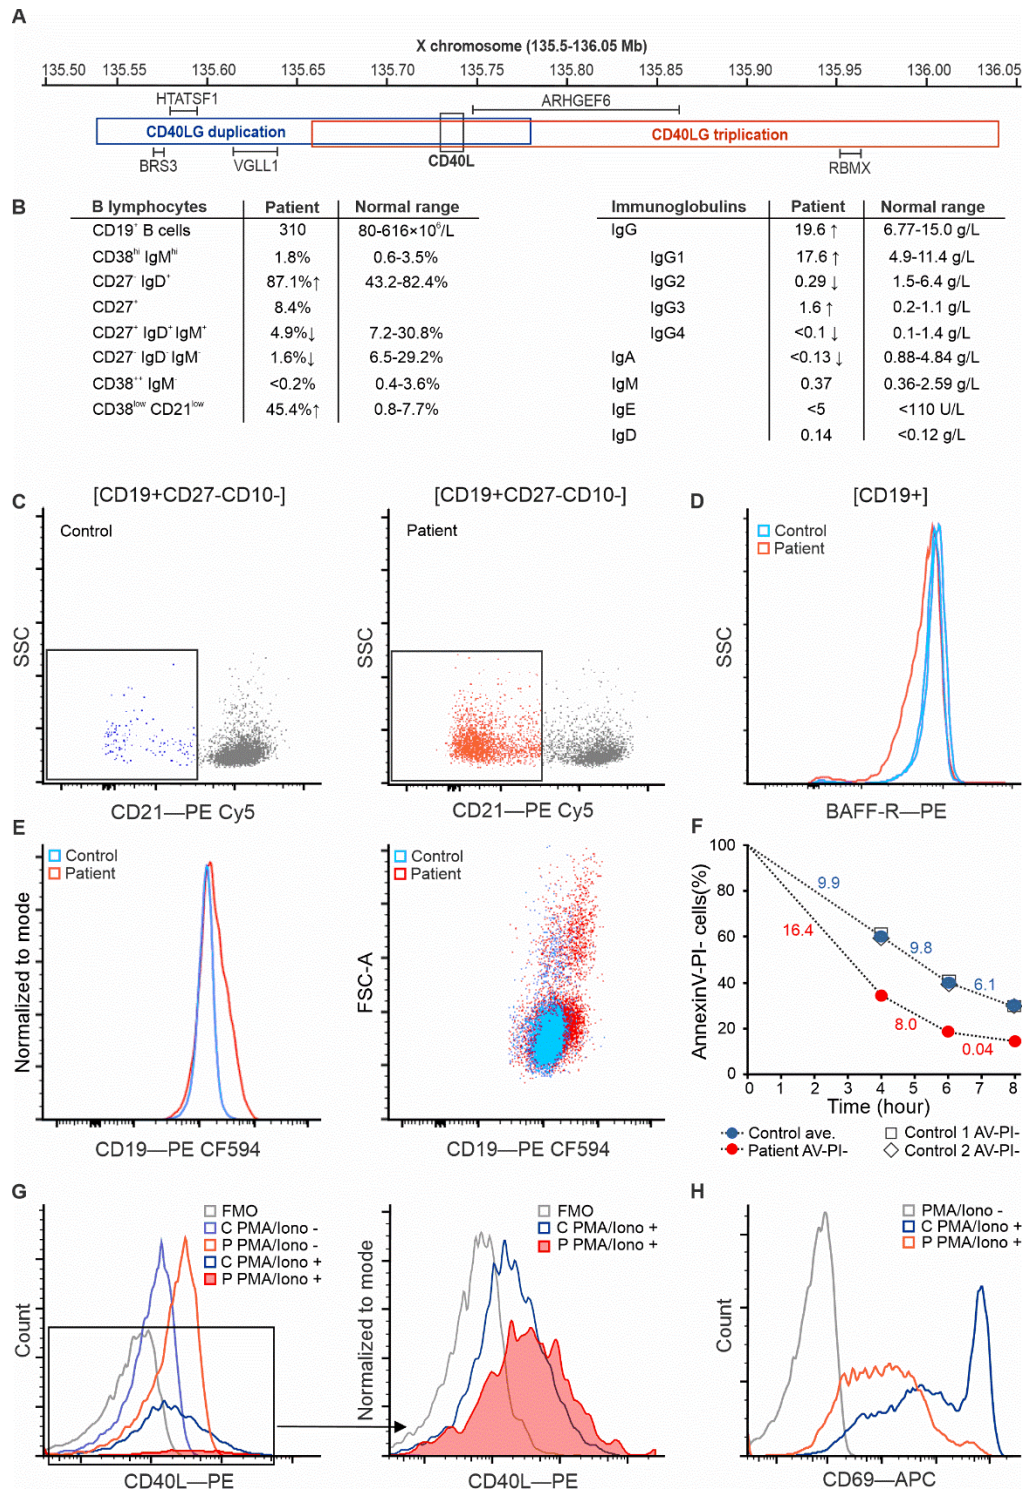 A
X chromosome (135.5-136.05 Mb)
135.50 135.55 135.60 135.65 135.70 135.75 135.80 135.85 135.90 135.95 136.00 136.05
HTATSF1 ARHGEF6
CD40LG duplication CD40LG triplication
BRS3 VGLL1 CD40L RBMX
B
B lymphocytes Patient Normal range
CD19⁺ B cells 310 80-616×10⁶/L
CD38ʰⁱ IgMʰⁱ 1.8% 0.6-3.5%
CD27⁻ IgD⁺ 87.1%↑ 43.2-82.4%
CD27⁺ 8.4%
CD27⁺ IgD⁺ IgM⁺ 4.9%↓ 7.2-30.8%
CD27⁻ IgD⁻ IgM⁻ 1.6%↓ 6.5-29.2%
CD38⁺⁺ IgM⁻ <0.2% 0.4-3.6%
CD38ˡᵒʷ CD21ˡᵒʷ 45.4%↑ 0.8-7.7%
Immunoglobulins Patient Normal range
IgG 19.6 ↑ 6.77-15.0 g/L
IgG1 17.6 ↑ 4.9-11.4 g/L
IgG2 0.29 ↓ 1.5-6.4 g/L
IgG3 1.6 ↑ 0.2-1.1 g/L
IgG4 <0.1 ↓ 0.1-1.4 g/L
IgA <0.13 ↓ 0.88-4.84 g/L
IgM 0.37 0.36-2.59 g/L
IgE <5 <110 U/L
IgD 0.14 <0.12 g/L
C
[CD19+CD27-CD10-]
Control
SSC
CD21—PE Cy5
[CD19+CD27-CD10-]
Patient
SSC
CD21—PE Cy5
D
[CD19+]
Control
Patient
SSC
BAFF-R—PE
E
Control
Patient
Normalized to mode
CD19—PE CF594
Control
Patient
FSC-A
CD19—PE CF594
F
AnnexinV-PI- cells(%)
100
80
60
40
20
0
9.9
9.8
6.1
16.4
8.0
0.04
0 1 2 3 4 5 6 7 8
Time (hour)
Control ave. Control 1 AV-PI-
Patient AV-PI- Control 2 AV-PI-
G
FMO
C PMA/Iono -
P PMA/Iono -
C PMA/Iono +
P PMA/Iono +
Count
CD40L—PE
FMO
C PMA/Iono +
P PMA/Iono +
Normalized to mode
CD40L—PE
H
PMA/Iono -
C PMA/Iono +
P PMA/Iono +
Count
CD69—APC